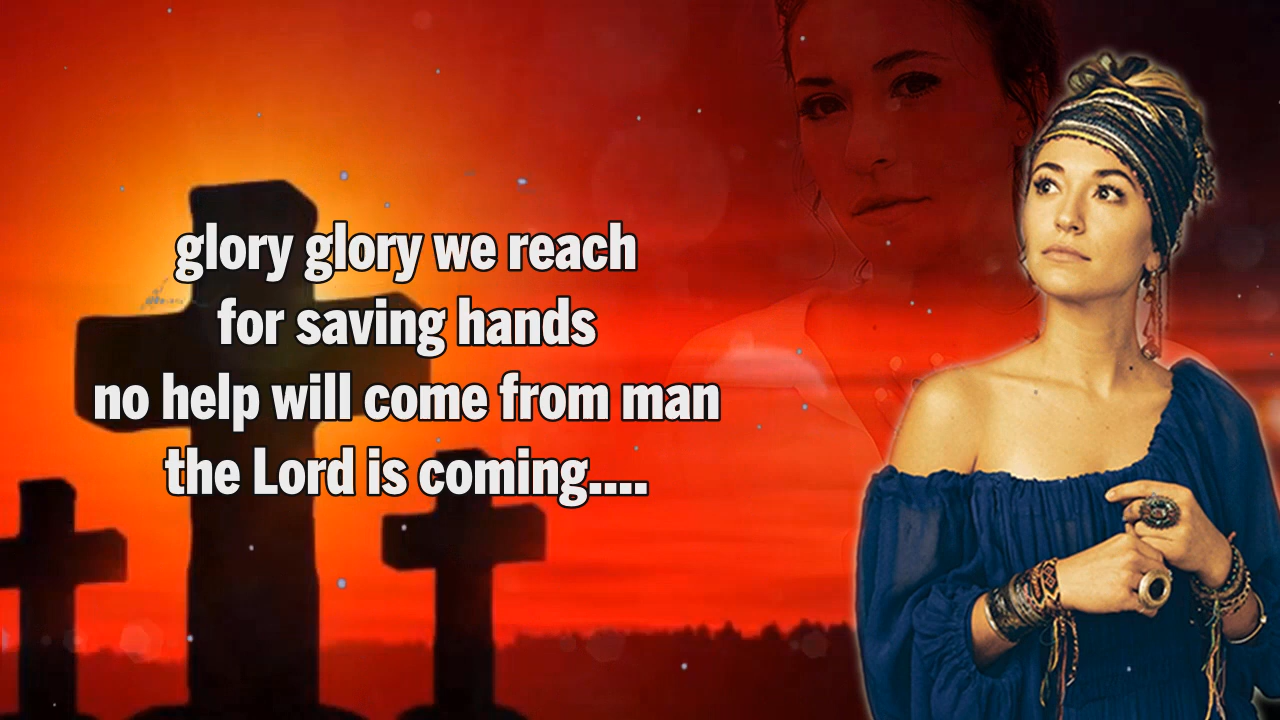 glory glory we reach
for saving hands
no help will come from man
the Lord is coming....